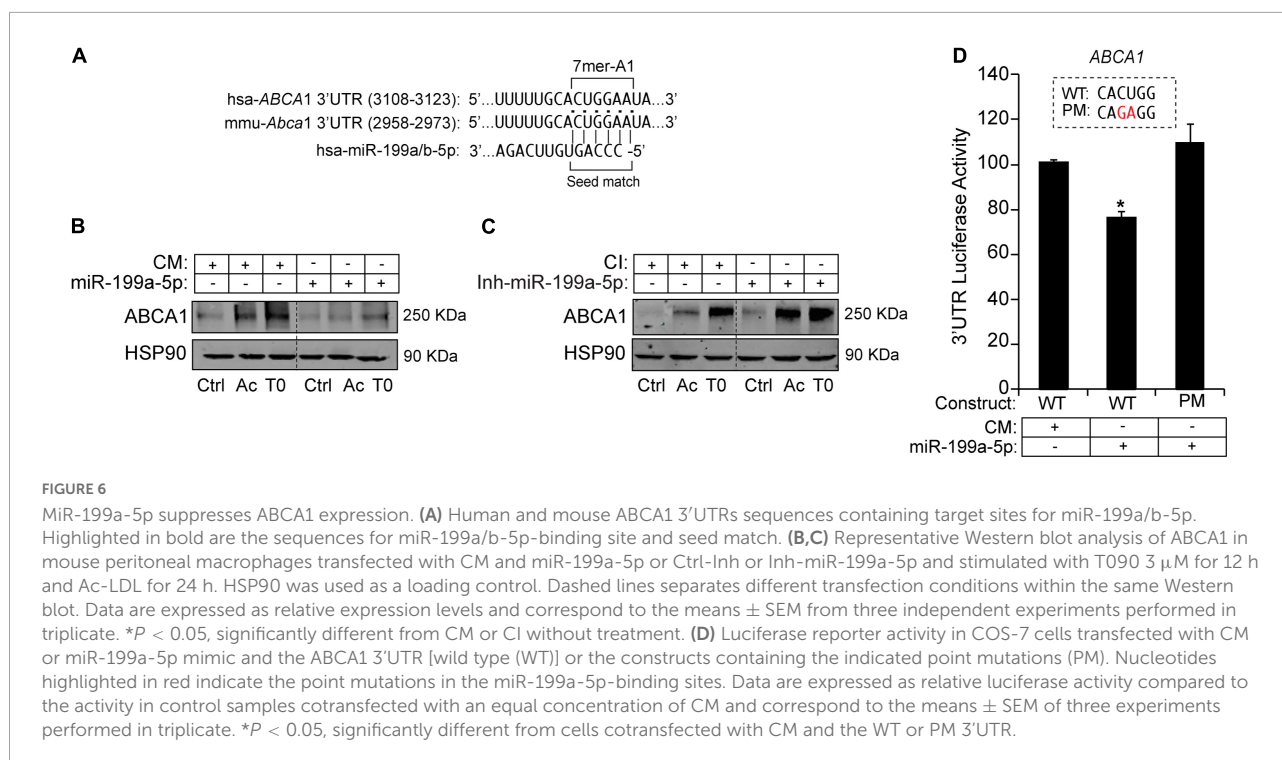 A
7mer-A1
hsa-ABCA1 3'UTR (3108-3123): 5'...UUUUUGCACUGGAAUA...3'
mmu-Abca1 3'UTR (2958-2973): 5'...UUUUUGCACUGGAAUA...3'
hsa-miR-199a/b-5p: 3'...AGACUUGUGACCC -5'
Seed match
B
CM: + + + - - -
miR-199a-5p: - - - + + +
ABCA1 250 KDa
HSP90 90 KDa
Ctrl Ac T0 Ctrl Ac T0
C
CI: + + + - - -
Inh-miR-199a-5p: - - - + + +
ABCA1 250 KDa
HSP90 90 KDa
Ctrl Ac T0 Ctrl Ac T0
D
ABCA1
WT: CACUGG
PM: CAGAGG
3'UTR Luciferase Activity
140
120
100
80
60
40
20
0
*
Construct: WT WT PM
CM: + - -
miR-199a-5p: - + +
FIGURE 6
MiR-199a-5p suppresses ABCA1 expression. (A) Human and mouse ABCA1 3′UTRs sequences containing target sites for miR-199a/b-5p.
Highlighted in bold are the sequences for miR-199a/b-5p-binding site and seed match. (B,C) Representative Western blot analysis of ABCA1 in
mouse peritoneal macrophages transfected with CM and miR-199a-5p or Ctrl-Inh or Inh-miR-199a-5p and stimulated with T090 3 μM for 12 h
and Ac-LDL for 24 h. HSP90 was used as a loading control. Dashed lines separates different transfection conditions within the same Western
blot. Data are expressed as relative expression levels and correspond to the means ± SEM from three independent experiments performed in
triplicate. *P < 0.05, significantly different from CM or CI without treatment. (D) Luciferase reporter activity in COS-7 cells transfected with CM
or miR-199a-5p mimic and the ABCA1 3′UTR [wild type (WT)] or the constructs containing the indicated point mutations (PM). Nucleotides
highlighted in red indicate the point mutations in the miR-199a-5p-binding sites. Data are expressed as relative luciferase activity compared to
the activity in control samples cotransfected with an equal concentration of CM and correspond to the means ± SEM of three experiments
performed in triplicate. *P < 0.05, significantly different from cells cotransfected with CM and the WT or PM 3′UTR.